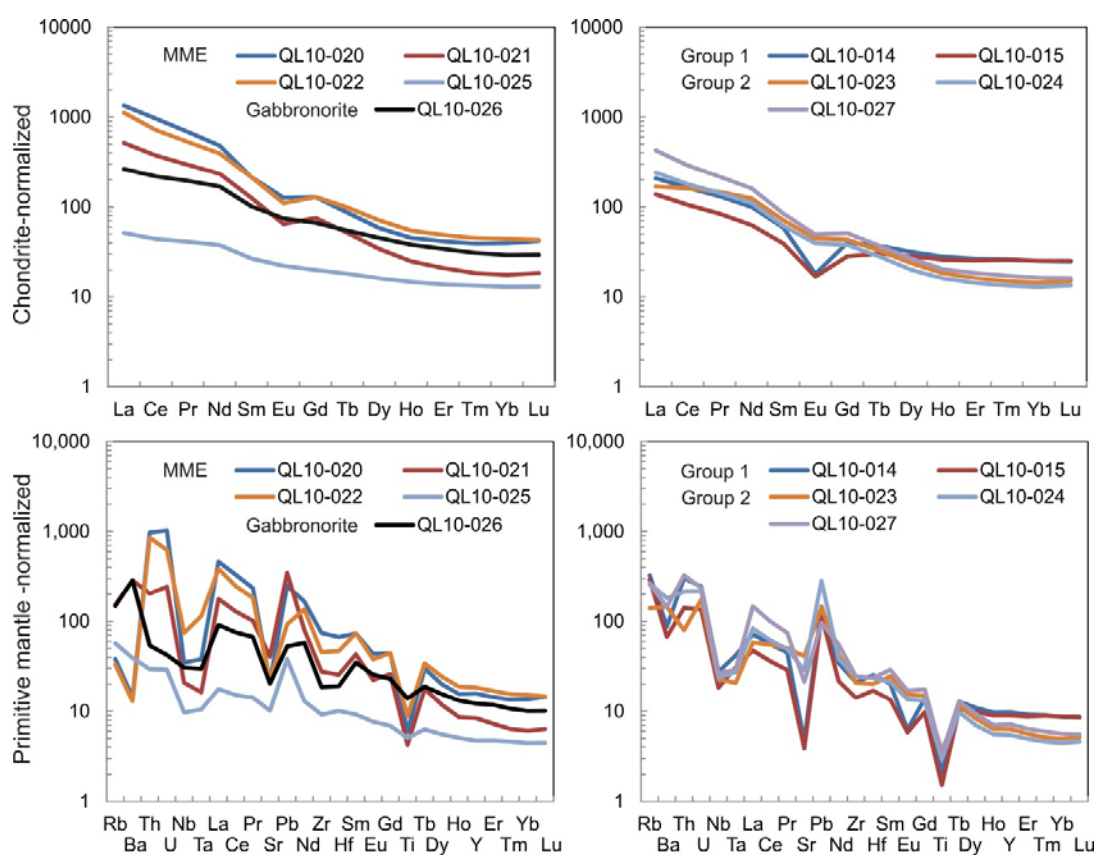 Chondrite-normalized
10000
1000
100
10
1
MME QL10-020 QL10-021
QL10-022 QL10-025
Gabbronorite QL10-026
La Ce Pr Nd Sm Eu Gd Tb Dy Ho Er Tm Yb Lu
10000
1000
100
10
1
Group 1 QL10-014 QL10-015
Group 2 QL10-023 QL10-024
QL10-027
La Ce Pr Nd Sm Eu Gd Tb Dy Ho Er Tm Yb Lu
Primitive mantle -normalized
10,000
1,000
100
10
1
MME QL10-020 QL10-021
QL10-022 QL10-025
Gabbronorite QL10-026
Rb Th Nb La Pr Pb Zr Sm Gd Tb Ho Er Yb
Ba U Ta Ce Sr Nd Hf Eu Ti Dy Y Tm Lu
10,000
1,000
100
10
1
Group 1 QL10-014 QL10-015
Group 2 QL10-023 QL10-024
QL10-027
Rb Th Nb La Pr Pb Zr Sm Gd Tb Ho Er Yb
Ba U Ta Ce Sr Nd Hf Eu Ti Dy Y Tm Lu